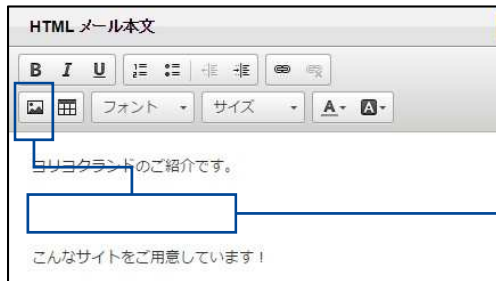 HTML メール本文
B I U
フォント サイズ A A
ヨリヨクランドのご紹介です。
こんなサイトをご用意しています！